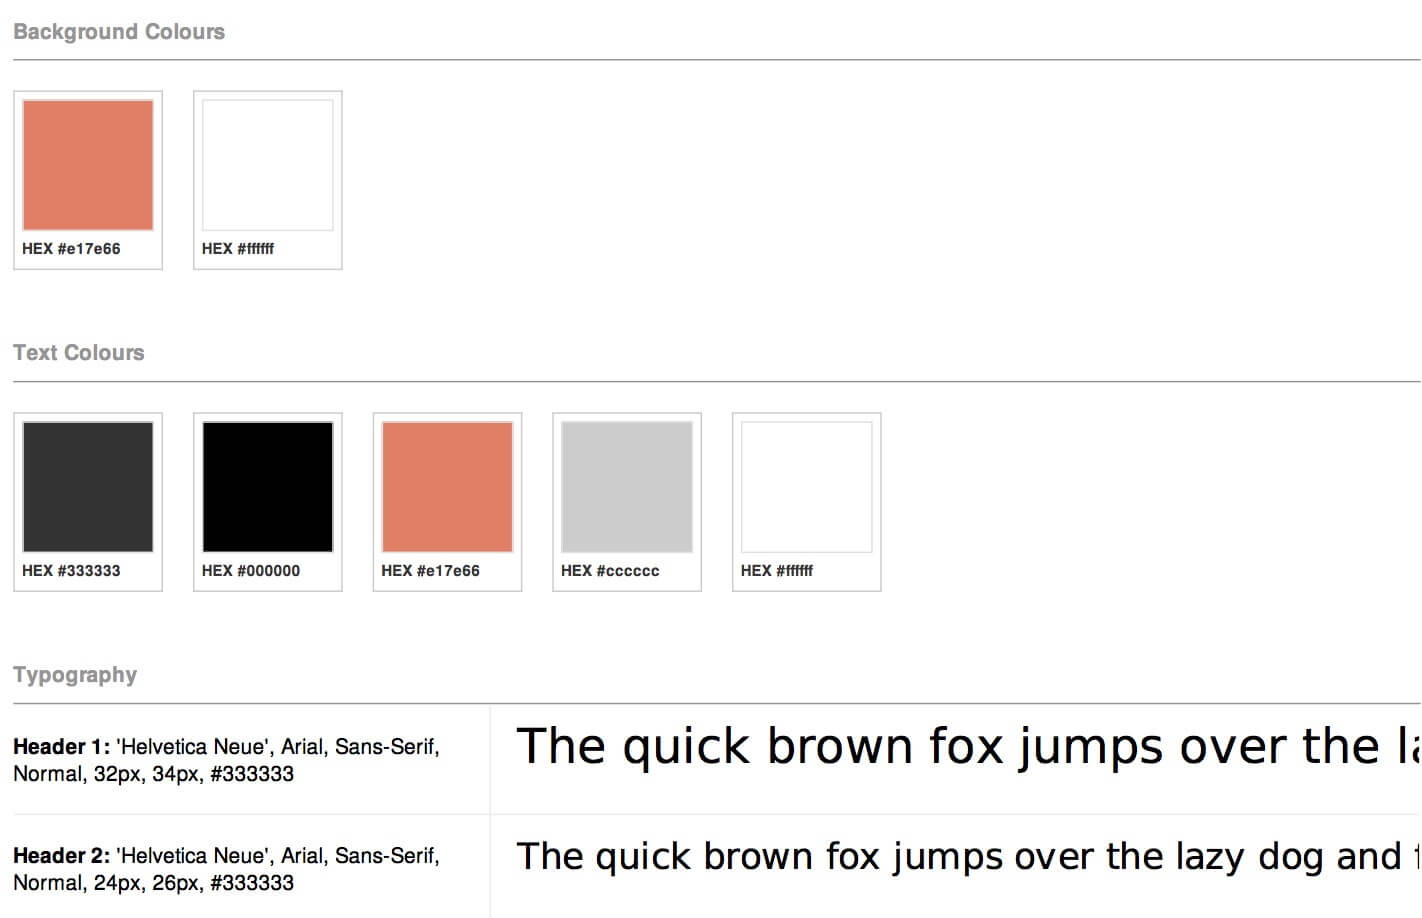 Background Colours
HEX #e17e66
HEX #ffffff
Text Colours
HEX #333333
HEX #000000
HEX #e17e66
HEX #cccccc
HEX #ffffff
Typography
Header 1: 'Helvetica Neue', Arial, Sans-Serif,
Normal, 32px, 34px, #333333
The quick brown fox jumps over the
Header 2: 'Helvetica Neue', Arial, Sans-Serif,
Normal, 24px, 26px, #333333
The quick brown fox jumps over the lazy dog and